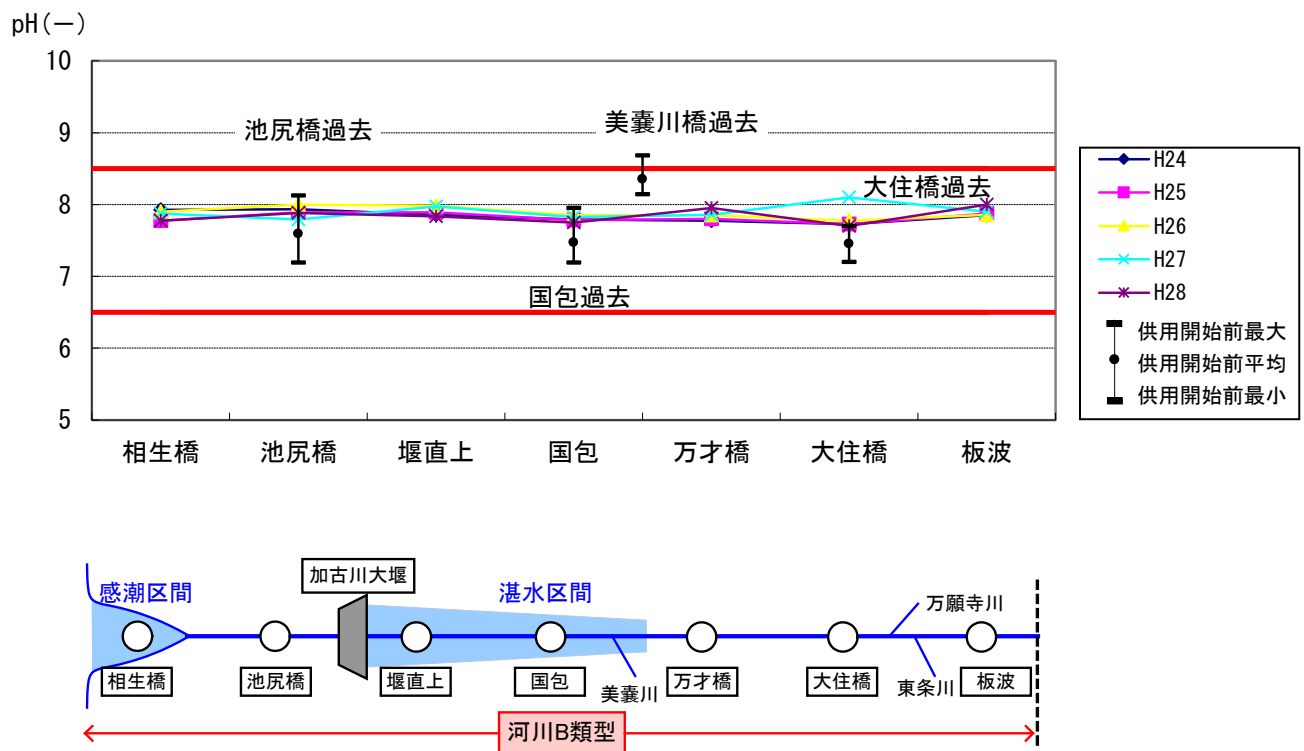 pH(－)
10
9
8
7
6
5
池尻橋過去
美嚢川橋過去
大住橋過去
国包過去
相生橋
池尻橋
堰直上
国包
万才橋
大住橋
板波
H24
H25
H26
H27
H28
供用開始前最大
供用開始前平均
供用開始前最小
感潮区間
加古川大堰
湛水区間
万願寺川
相生橋
池尻橋
堰直上
国包
美嚢川
万才橋
大住橋
東条川
板波
河川B類型